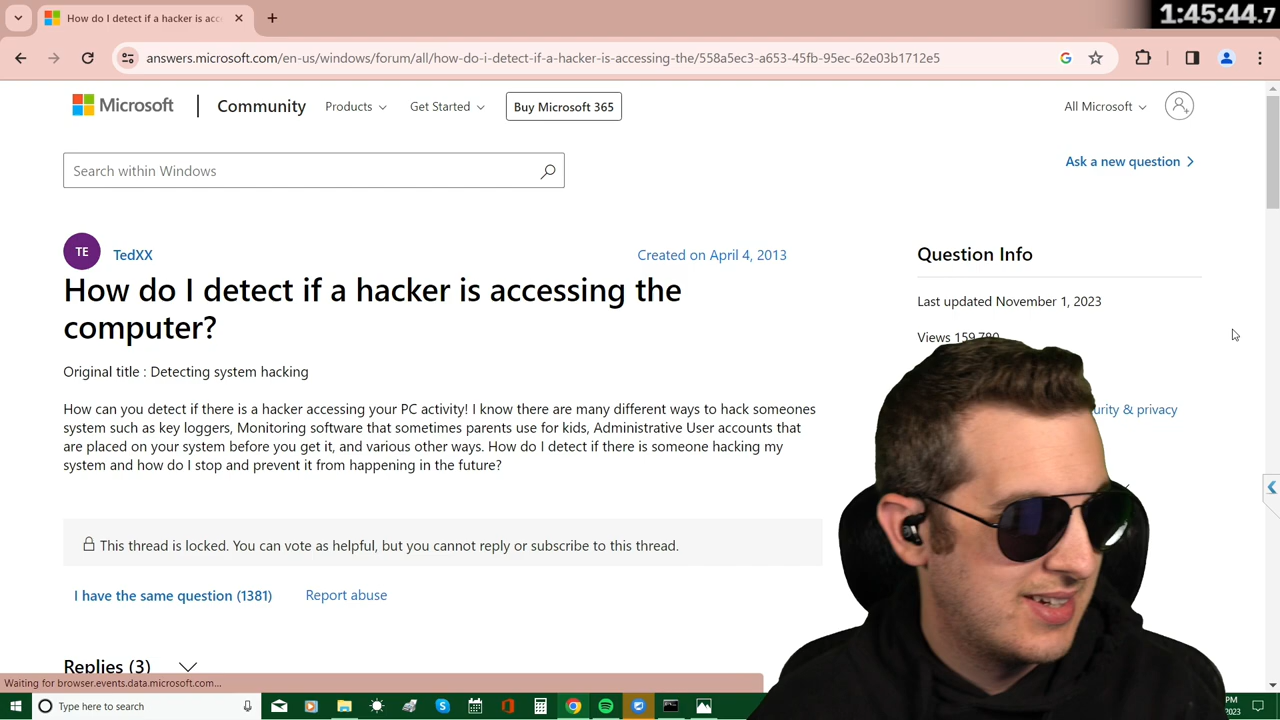 1:45:44.7
How do I detect if a hacker is acc
answers.microsoft.com/en-us/windows/forum/all/how-do-i-detect-if-a-hacker-is-accessing-the/558a5ec3-a653-45fb-95ec-62e03b1712e5
Microsoft
Community
Products
Get Started
Buy Microsoft 365
All Microsoft
Search within Windows
Ask a new question
TE
TedXX
Created on April 4, 2013
How do I detect if a hacker is accessing the
computer?
Original title : Detecting system hacking
How can you detect if there is a hacker accessing your PC activity! I know there are many different ways to hack someones
system such as key loggers, Monitoring software that sometimes parents use for kids, Administrative User accounts that
are placed on your system before you get it, and various other ways. How do I detect if there is someone hacking my
system and how do I stop and prevent it from happening in the future?
This thread is locked. You can vote as helpful, but you cannot reply or subscribe to this thread.
I have the same question (1381)
Report abuse
Replies (3)
Question Info
Last updated November 1, 2023
Views 159,780
urity & privacy
Waiting for browser.events.data.microsoft.com...
Type here to search
PM
2023